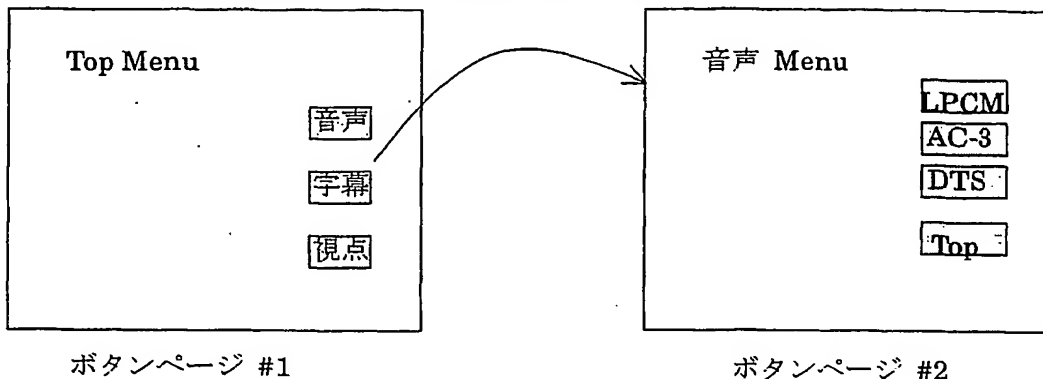 Top Menu
音声
字幕
視点
ボタンページ #1
音声 Menu
LPCM
AC-3
DTS
Top
ボタンページ #2